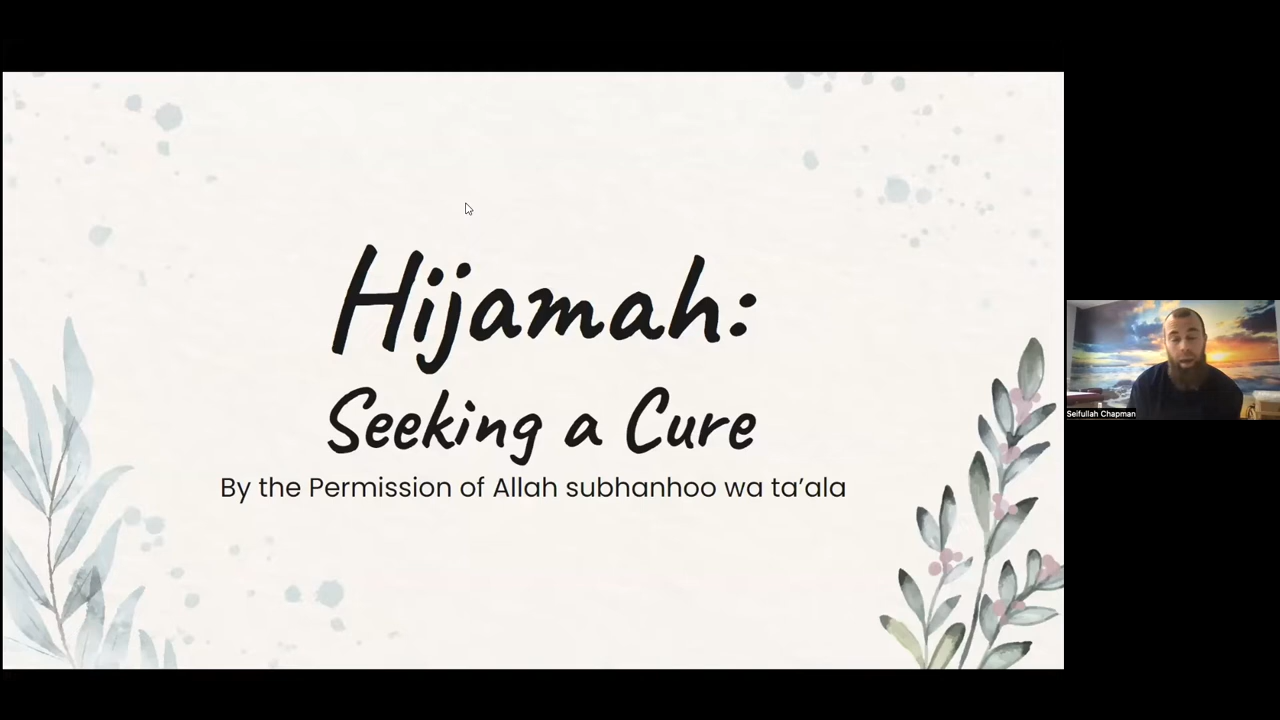 Hijamah:
Seeking a Cure
By the Permission of Allah subhanhoo wa ta’ala
Seifullah Chapman